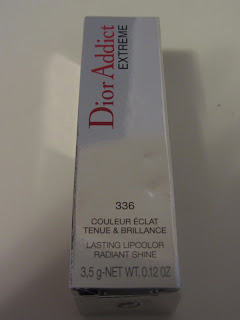 Dior Addict
EXTREME
336
COULEUR ÉCLAT
TENUE & BRILLANCE
LASTING LIPCOLOR
RADIANT SHINE
3,5 g-NET WT. 0.12 OZ